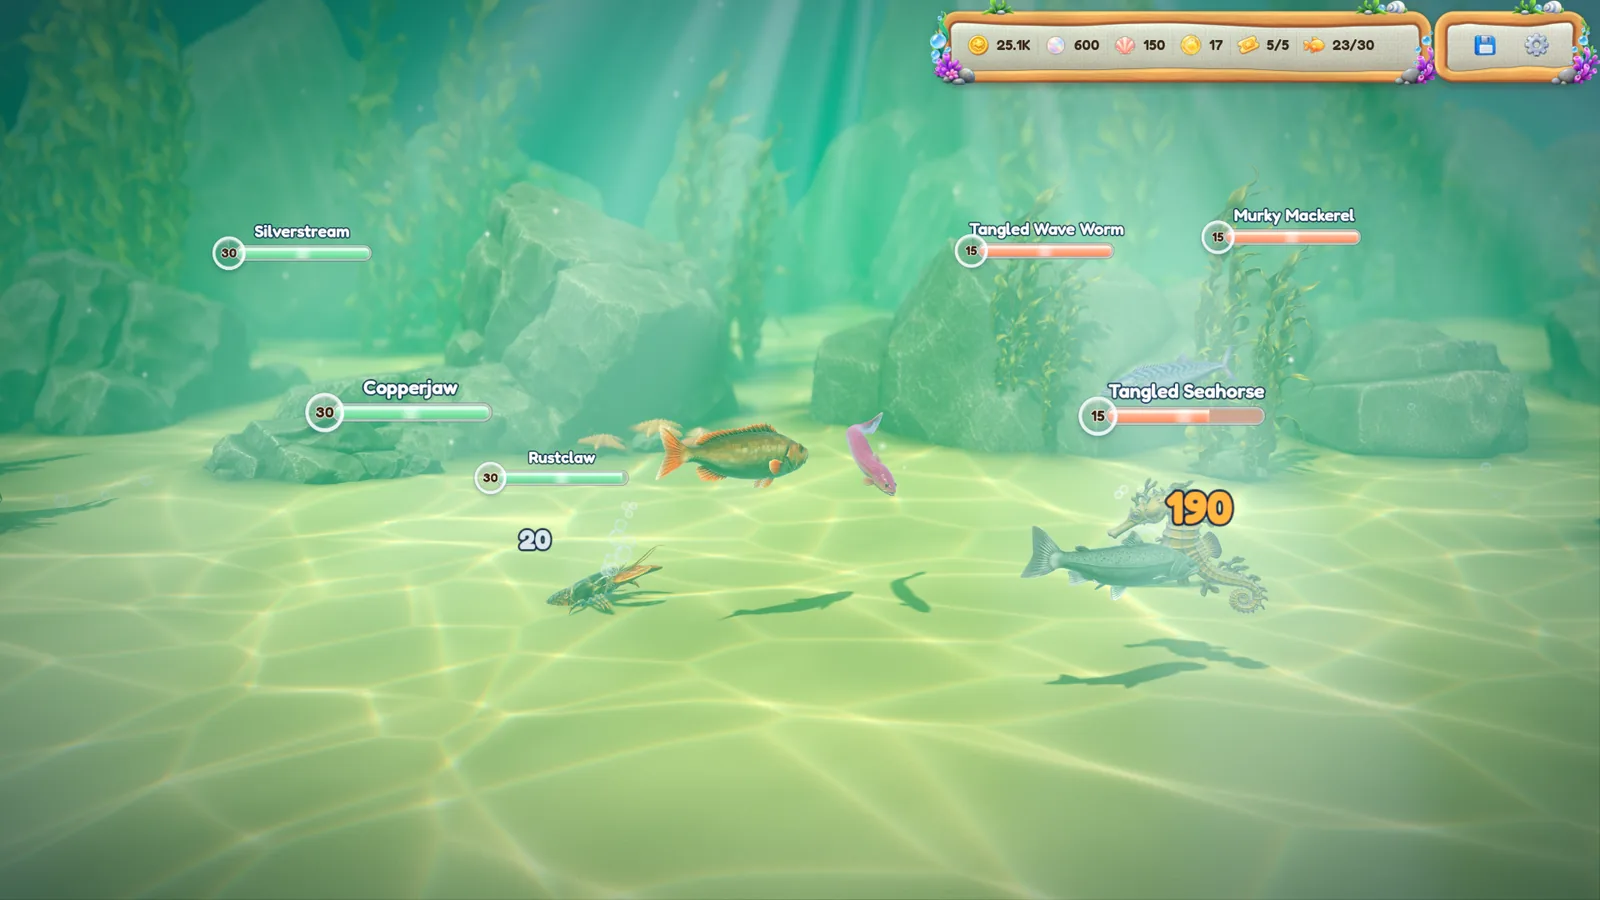 25.1K 600 150 17 5/5 23/30
Silverstream
30
Tangled Wave Worm
15
Murky Mackerel
15
Copperjaw
30
Tangled Seahorse
15
Rustclaw
30
190
20